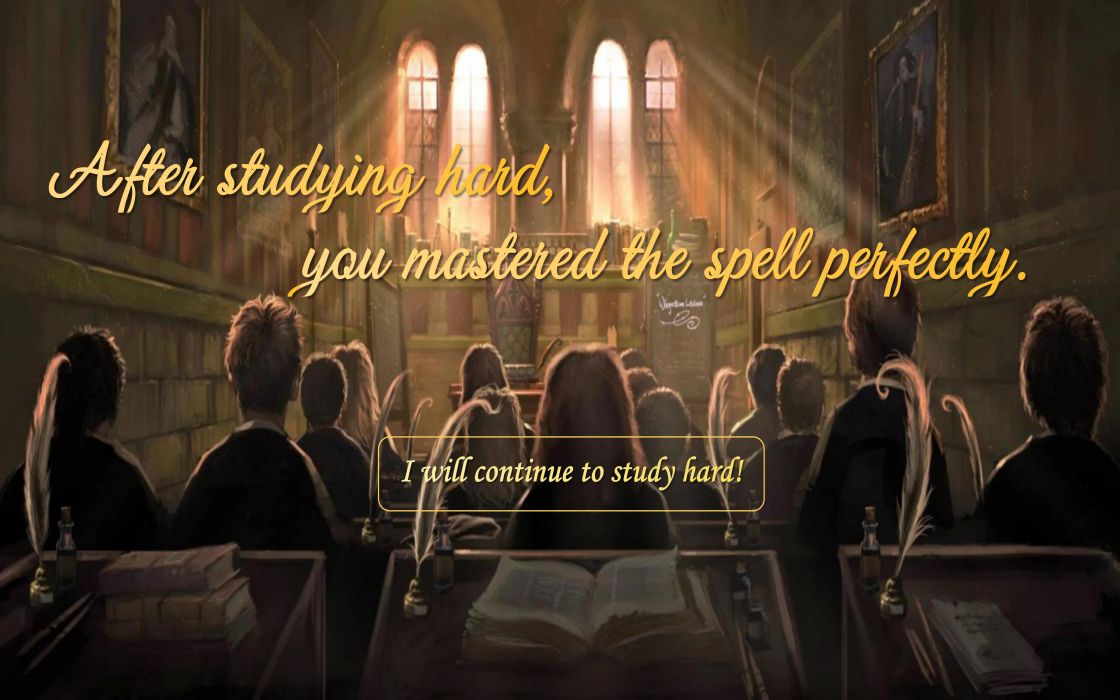 After studying hard,
you mastered the spell perfectly.
I will continue to study hard!